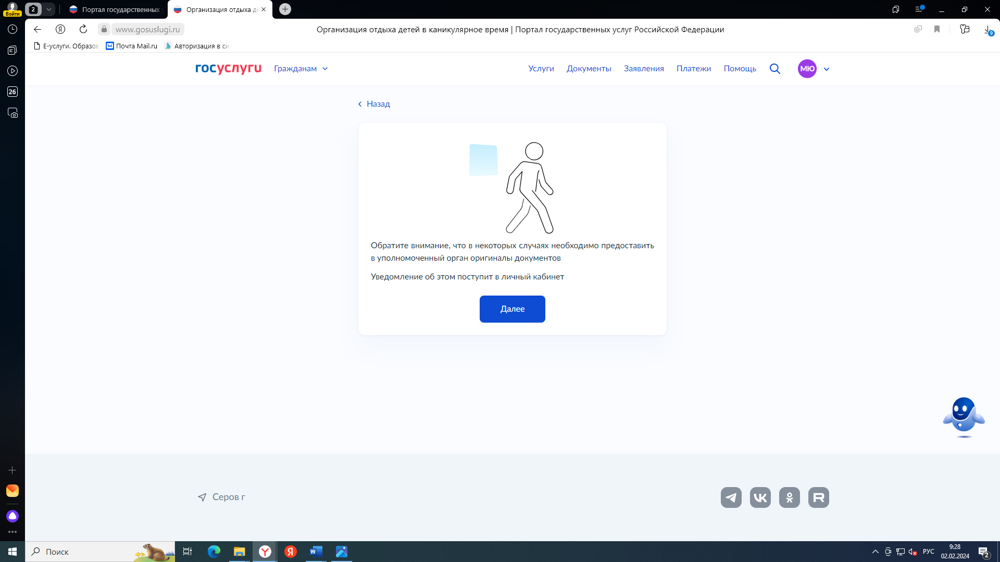 2
Портал государственных
Организация отдыха де
Войти
www.gosuslugi.ru
Организация отдыха детей в каникулярное время | Портал государственных услуг Российской Федерации
9
Е-услуги. Образов
Почта Mail.ru
Авторизация в си
госуслуги
Гражданам
Услуги
Документы
Заявления
Платежи
Помощь
МЮ
26
Назад
Обратите внимание, что в некоторых случаях необходимо предоставить
в уполномоченный орган оригиналы документов
Уведомление об этом поступит в личный кабинет
Далее
Серов г
Поиск
РУС
9:28
02.02.2024
2